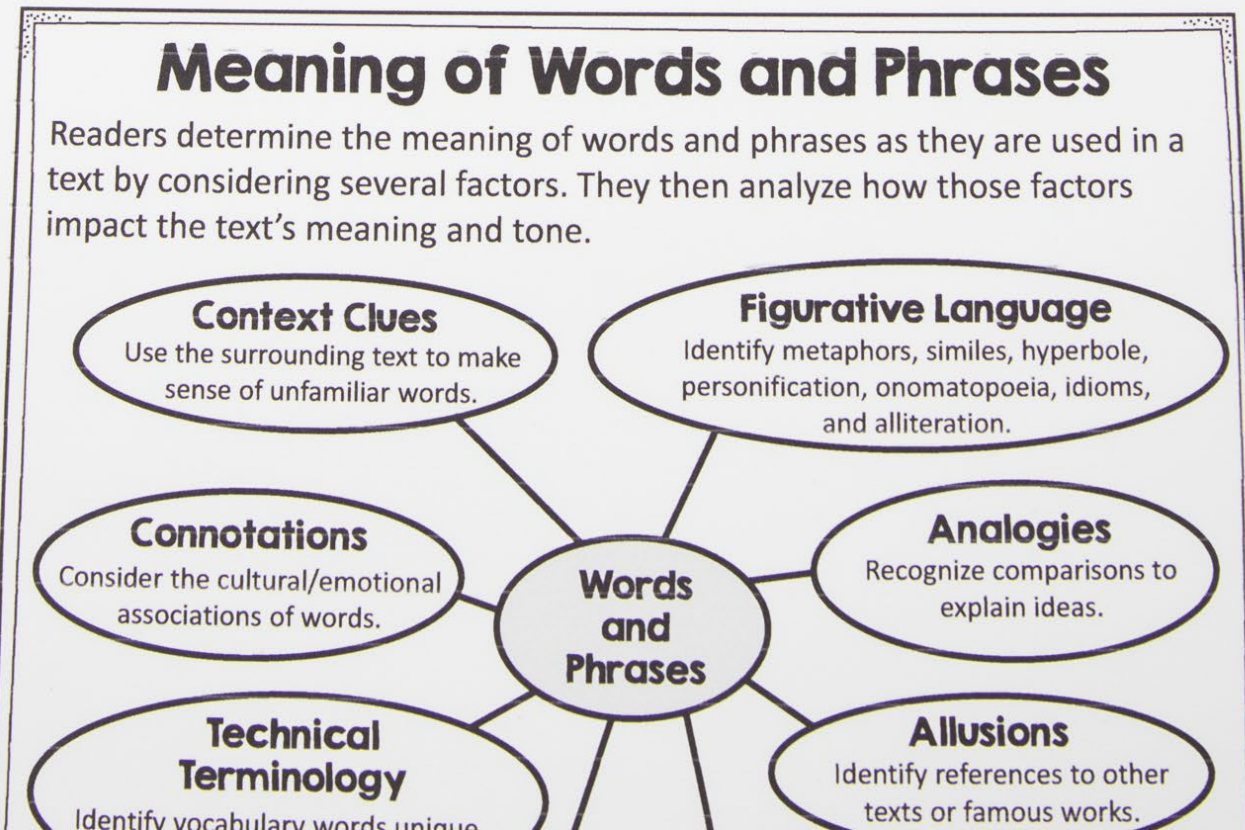 Meaning of Words and Phrases
Readers determine the meaning of words and phrases as they are used in a
text by considering several factors. They then analyze how those factors
impact the text's meaning and tone.
Context Clues
Use the surrounding text to make
sense of unfamiliar words.
Figurative Language
Identify metaphors, similes, hyperbole,
personification, onomatopoeia, idioms,
and alliteration.
Connotations
Consider the cultural/emotional
associations of words.
Words
and
Phrases
Analogies
Recognize comparisons to
explain ideas.
Technical
Terminology
Identify vocabulary words unique
Allusions
Identify references to other
texts or famous works.